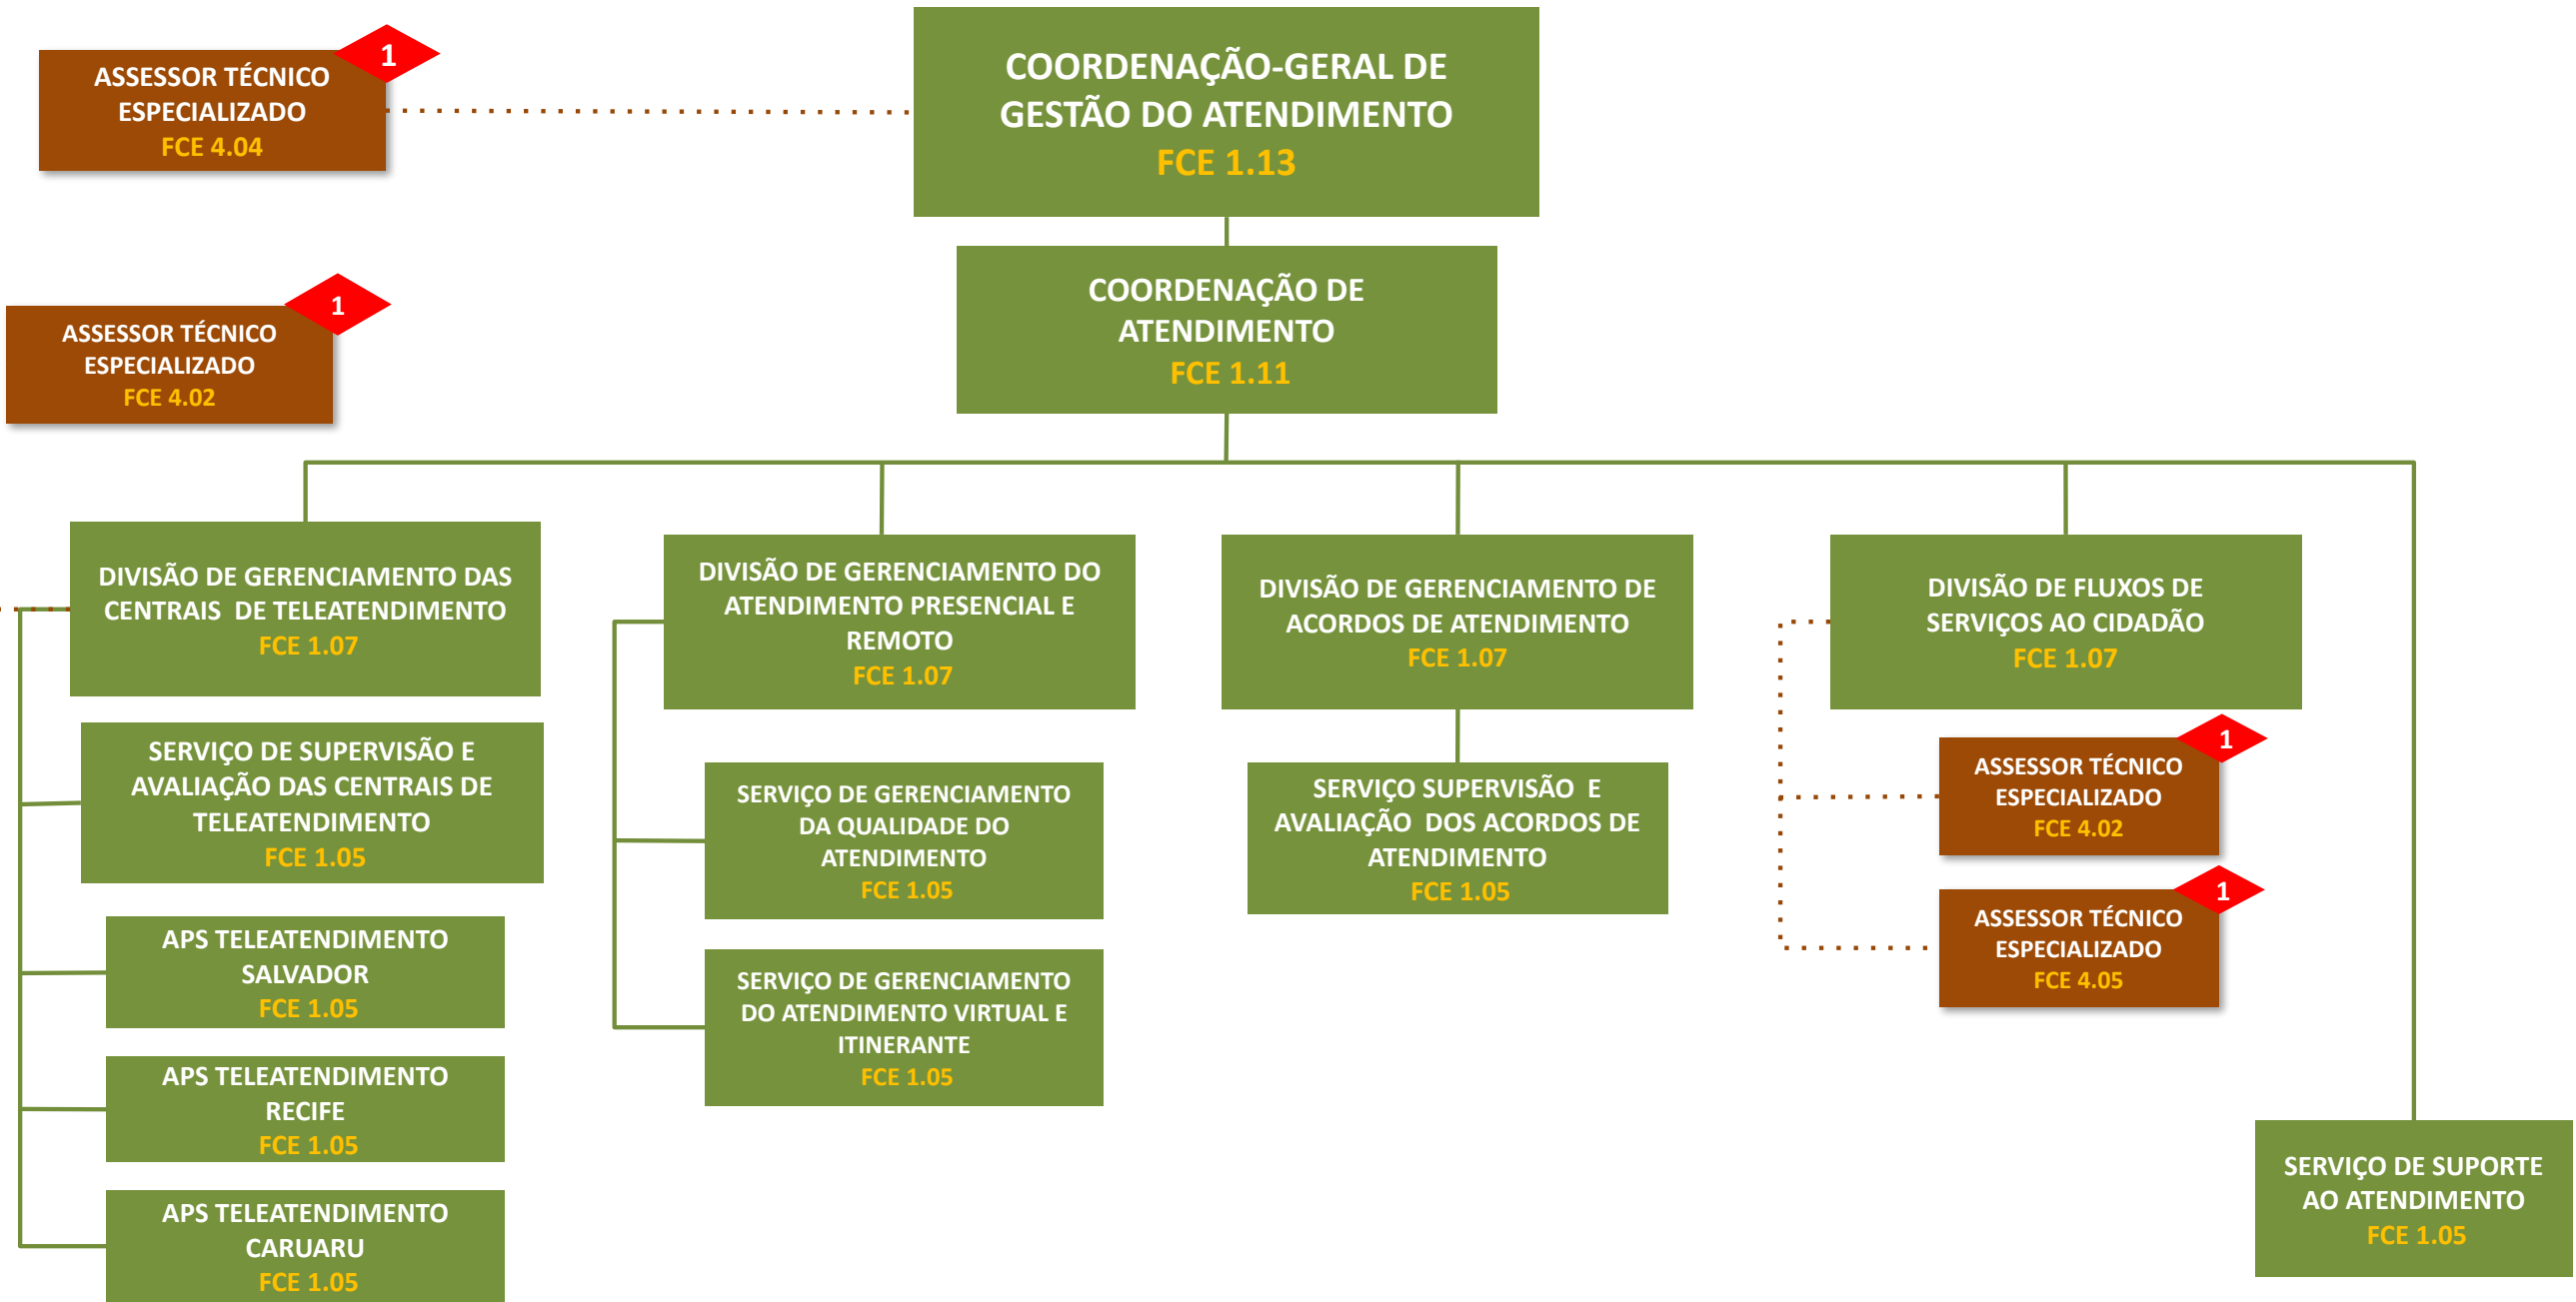 1
ASSESSOR TÉCNICO
ESPECIALIZADO
FCE 4.04
COORDENAÇÃO-GERAL DE
GESTÃO DO ATENDIMENTO
FCE 1.13
1
ASSESSOR TÉCNICO
ESPECIALIZADO
FCE 4.02
COORDENAÇÃO DE
ATENDIMENTO
FCE 1.11
DIVISÃO DE GERENCIAMENTO DAS
CENTRAIS DE TELEATENDIMENTO
FCE 1.07
SERVIÇO DE SUPERVISÃO E
AVALIAÇÃO DAS CENTRAIS DE
TELEATENDIMENTO
FCE 1.05
APS TELEATENDIMENTO
SALVADOR
FCE 1.05
APS TELEATENDIMENTO
RECIFE
FCE 1.05
APS TELEATENDIMENTO
CARUARU
FCE 1.05
DIVISÃO DE GERENCIAMENTO DO
ATENDIMENTO PRESENCIAL E
REMOTO
FCE 1.07
SERVIÇO DE GERENCIAMENTO
DA QUALIDADE DO
ATENDIMENTO
FCE 1.05
SERVIÇO DE GERENCIAMENTO
DO ATENDIMENTO VIRTUAL E
ITINERANTE
FCE 1.05
DIVISÃO DE GERENCIAMENTO DE
ACORDOS DE ATENDIMENTO
FCE 1.07
SERVIÇO SUPERVISÃO E
AVALIAÇÃO DOS ACORDOS DE
ATENDIMENTO
FCE 1.05
DIVISÃO DE FLUXOS DE
SERVIÇOS AO CIDADÃO
FCE 1.07
1
ASSESSOR TÉCNICO
ESPECIALIZADO
FCE 4.02
1
ASSESSOR TÉCNICO
ESPECIALIZADO
FCE 4.05
SERVIÇO DE SUPORTE
AO ATENDIMENTO
FCE 1.05